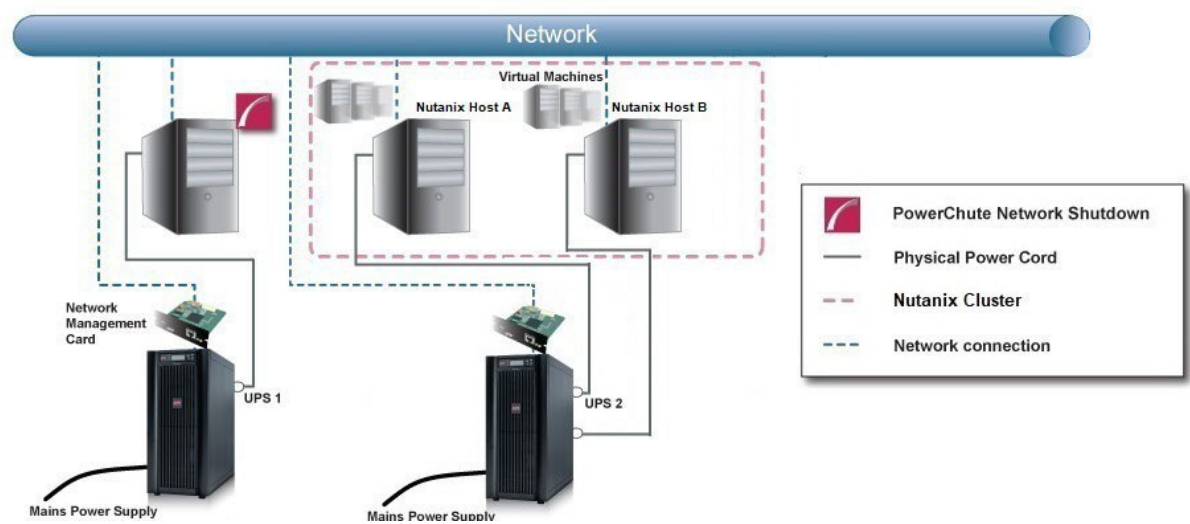 Network
Virtual Machines
Nutanix Host A
Nutanix Host B
PowerChute Network Shutdown
Physical Power Cord
Nutanix Cluster
Network connection
Network
Management
Card
UPS 1
UPS 2
Mains Power Supply
Mains Power Supply